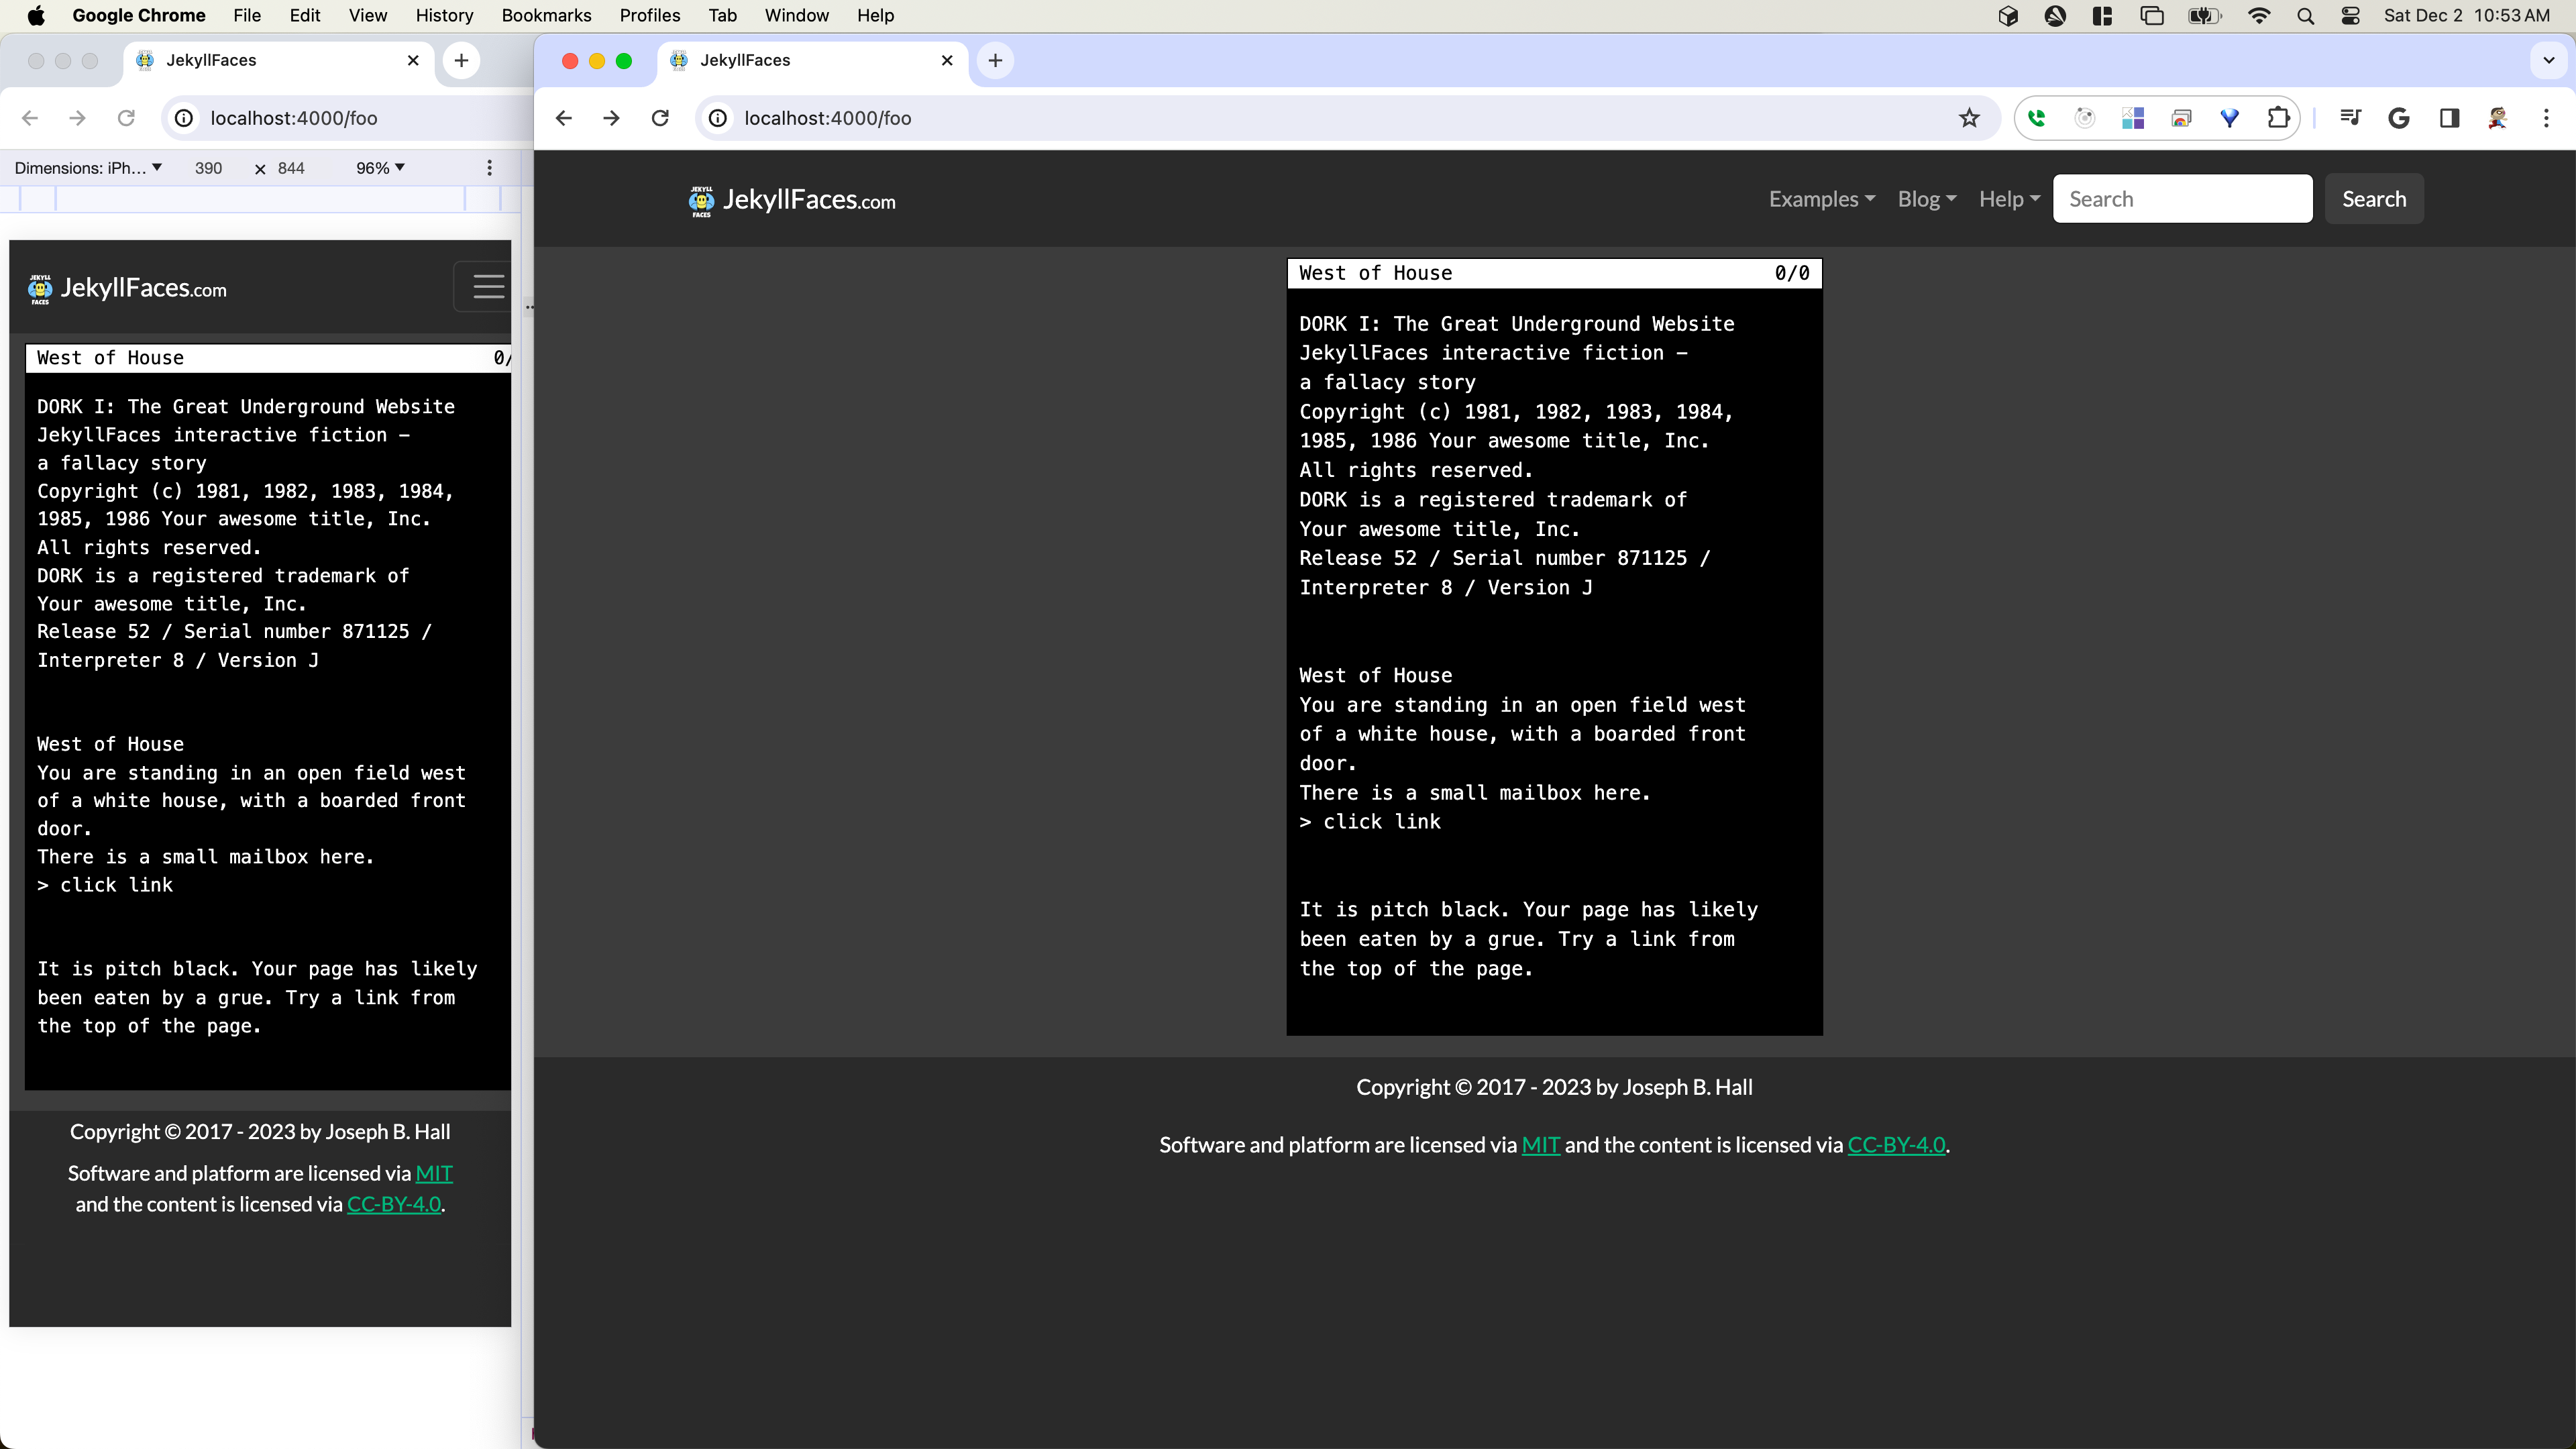 Google Chrome File Edit View History Bookmarks Profiles Tab Window Help Sat Dec 2 10:53 AM
JekyllFaces
localhost:4000/foo
Dimensions: iPh... 390 × 844 96%
JEKYLL FACES JekyllFaces.com
West of House 0/
DORK I: The Great Underground Website
JekyllFaces interactive fiction –
a fallacy story
Copyright (c) 1981, 1982, 1983, 1984,
1985, 1986 Your awesome title, Inc.
All rights reserved.
DORK is a registered trademark of
Your awesome title, Inc.
Release 52 / Serial number 871125 /
Interpreter 8 / Version J
West of House
You are standing in an open field west
of a white house, with a boarded front
door.
There is a small mailbox here.
> click link
It is pitch black. Your page has likely
been eaten by a grue. Try a link from
the top of the page.
Copyright © 2017 - 2023 by Joseph B. Hall
Software and platform are licensed via MIT
and the content is licensed via CC-BY-4.0.
JekyllFaces
localhost:4000/foo
JEKYLL FACES JekyllFaces.com Examples Blog Help Search Search
West of House 0/0
DORK I: The Great Underground Website
JekyllFaces interactive fiction –
a fallacy story
Copyright (c) 1981, 1982, 1983, 1984,
1985, 1986 Your awesome title, Inc.
All rights reserved.
DORK is a registered trademark of
Your awesome title, Inc.
Release 52 / Serial number 871125 /
Interpreter 8 / Version J
West of House
You are standing in an open field west
of a white house, with a boarded front
door.
There is a small mailbox here.
> click link
It is pitch black. Your page has likely
been eaten by a grue. Try a link from
the top of the page.
Copyright © 2017 - 2023 by Joseph B. Hall
Software and platform are licensed via MIT and the content is licensed via CC-BY-4.0.